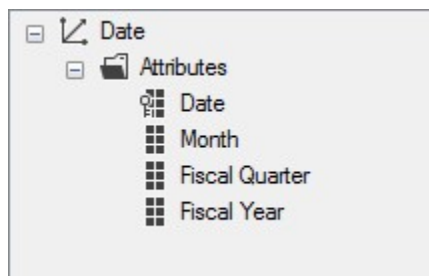 Date
Attributes
Date
Month
Fiscal Quarter
Fiscal Year